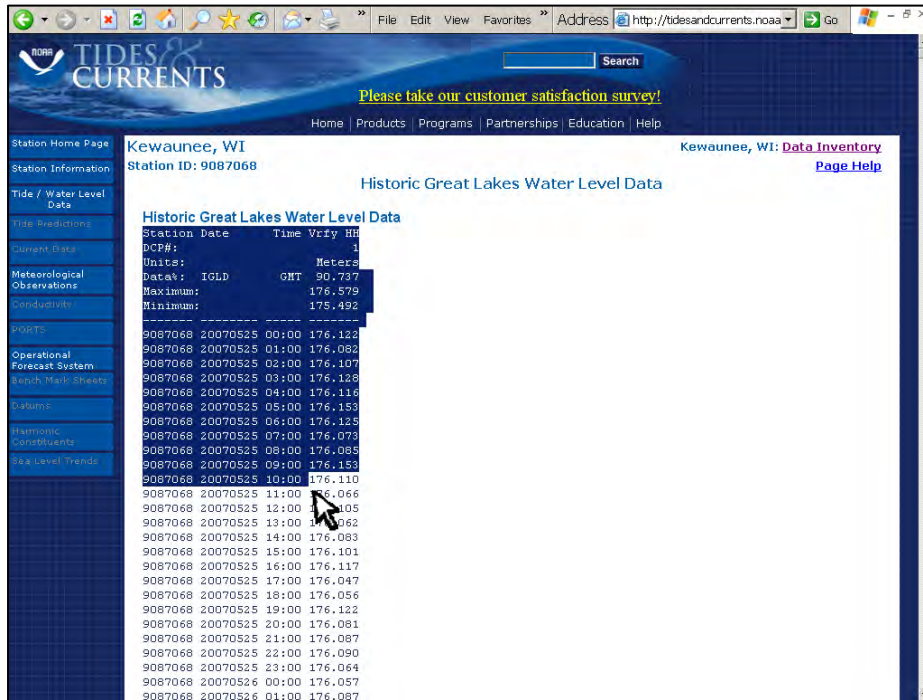 File Edit View Favorites » Address http://tidesandcurrents.noaa Go
NOAA TIDES & CURRENTS
Search
Please take our customer satisfaction survey!
Home | Products | Programs | Partnerships | Education | Help
Station Home Page
Station Information
Tide / Water Level
Data
Tide Predictions
Current Data
Meteorological
Observations
Conductivity
PORTS
Operational
Forecast System
Bench Mark Sheets
Datums
Harmonic
Constituents
Sea Level Trends
Kewaunee, WI
Station ID: 9087068
Kewaunee, WI: Data Inventory
Page Help
Historic Great Lakes Water Level Data
Historic Great Lakes Water Level Data
Station Date Time Vrfy HH
DCP#: 1
Units: Meters
Data%: IGLD GMT 90.737
Maximum: 176.579
Minimum: 175.492
------- -------- ----- -------
9087068 20070525 00:00 176.122
9087068 20070525 01:00 176.082
9087068 20070525 02:00 176.107
9087068 20070525 03:00 176.128
9087068 20070525 04:00 176.116
9087068 20070525 05:00 176.153
9087068 20070525 06:00 176.125
9087068 20070525 07:00 176.073
9087068 20070525 08:00 176.085
9087068 20070525 09:00 176.153
9087068 20070525 10:00 176.110
9087068 20070525 11:00
9087068 20070525 12:00
9087068 20070525 13:00
9087068 20070525 14:00 176.083
9087068 20070525 15:00 176.101
9087068 20070525 16:00 176.117
9087068 20070525 17:00 176.047
9087068 20070525 18:00 176.056
9087068 20070525 19:00 176.122
9087068 20070525 20:00 176.081
9087068 20070525 21:00 176.087
9087068 20070525 22:00 176.090
9087068 20070525 23:00 176.064
9087068 20070526 00:00 176.057
9087068 20070526 01:00 176.087